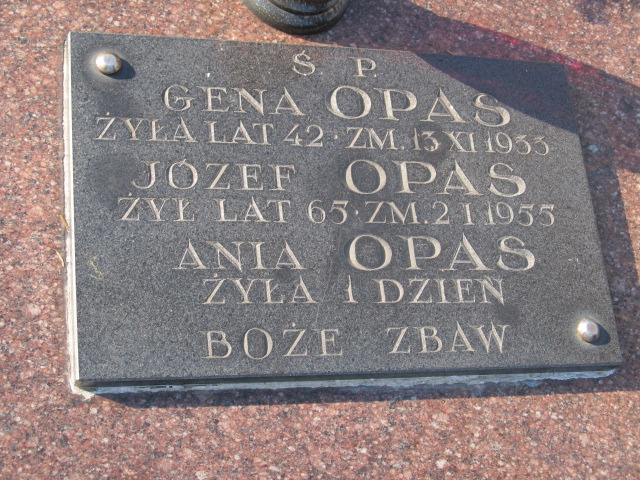 Ś P.
GENA OPAS
ŻYŁA LAT 42 · ZM. 13 XI 1933
JÓZEF OPAS
ŻYŁ LAT 65 · ZM. 2 I 1955
ANIA OPAS
ŻYŁA 1 DZIEŃ
BOŻE ZBAW